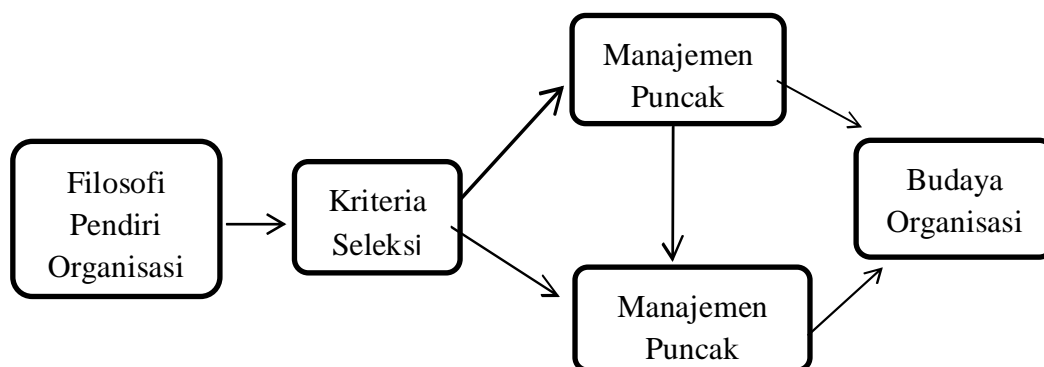 Filosofi
Pendiri
Organisasi
Kriteria
Seleksi
Manajemen
Puncak
Manajemen
Puncak
Budaya
Organisasi